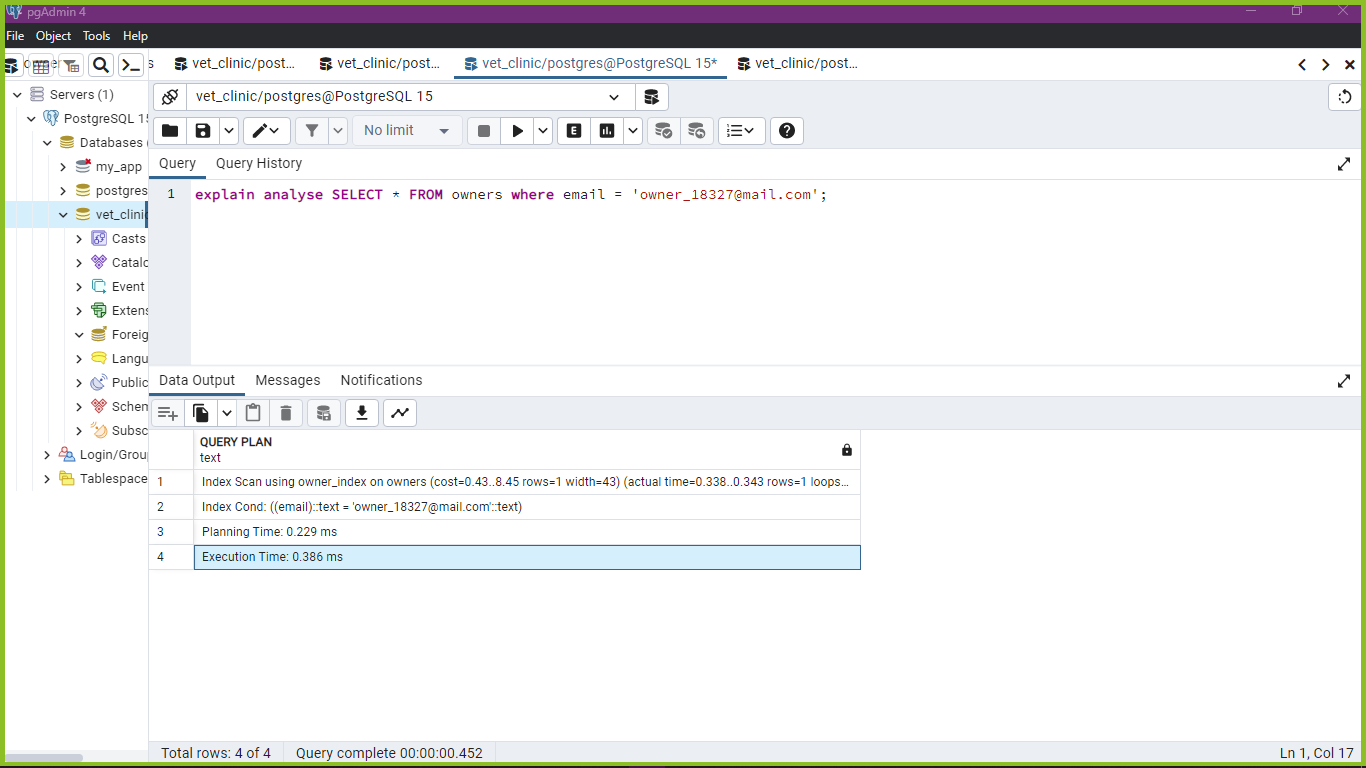 pgAdmin 4
File Object Tools Help
vet_clinic/post... vet_clinic/post... vet_clinic/postgres@PostgreSQL 15* vet_clinic/post...
Servers (1)
PostgreSQL 15
Databases
my_app
postgres
vet_clini
Casts
Catalo
Event
Extens
Foreig
Langu
Public
Schem
Subsc
Login/Grou
Tablespace
vet_clinic/postgres@PostgreSQL 15
No limit
E
Query Query History
1 explain analyse SELECT * FROM owners where email = 'owner_18327@mail.com';
Data Output Messages Notifications
QUERY PLAN
text
1 Index Scan using owner_index on owners (cost=0.43..8.45 rows=1 width=43) (actual time=0.338..0.343 rows=1 loops...
2 Index Cond: ((email)::text = 'owner_18327@mail.com'::text)
3 Planning Time: 0.229 ms
4 Execution Time: 0.386 ms
Total rows: 4 of 4 Query complete 00:00:00.452 Ln 1, Col 17